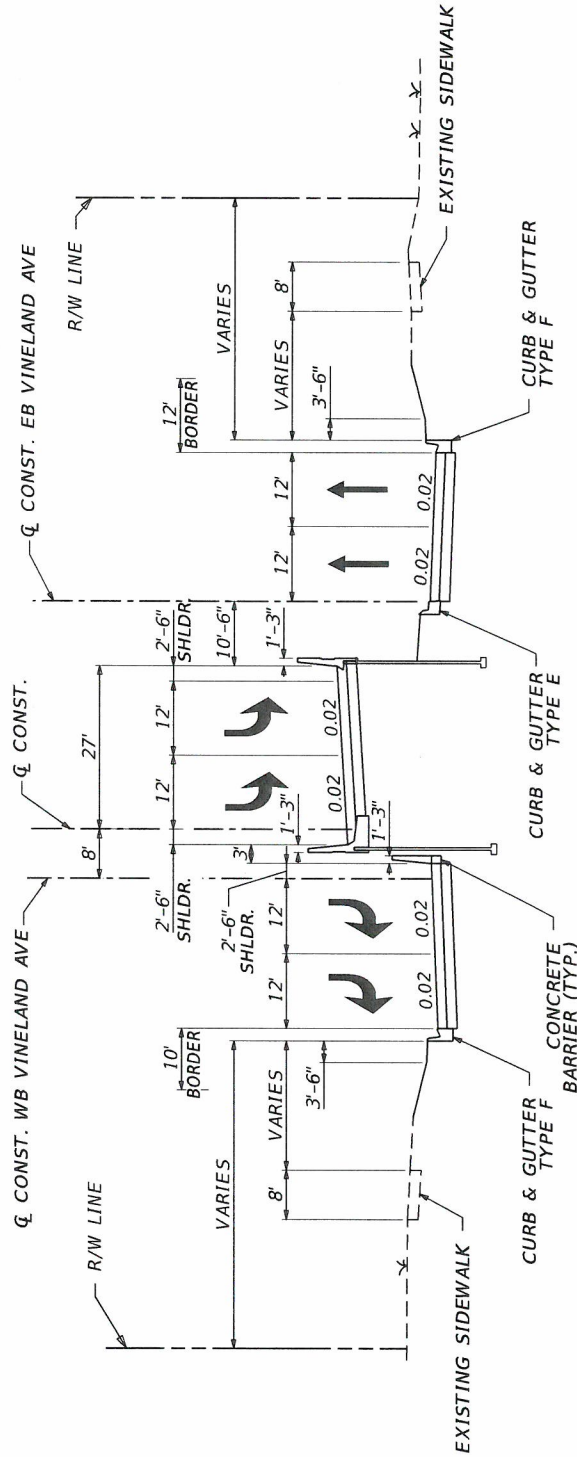 ℄ CONST. WB VINELAND AVE
R/W LINE
VARIES
10'
BORDER
VARIES
8'
3'-6"
12'
12'
2'-6"
SHLDR.
3'
1'-3"
1'-3"
0.02
0.02
EXISTING SIDEWALK
CURB & GUTTER
TYPE F
CONCRETE
BARRIER (TYP.)
℄ CONST.
8'
27'
2'-6"
SHLDR.
12'
12'
2'-6"
SHLDR.
0.02
0.02
10'-6"
1'-3"
CURB & GUTTER
TYPE E
℄ CONST. EB VINELAND AVE
R/W LINE
12'
BORDER
VARIES
12'
12'
VARIES
8'
3'-6"
0.02
0.02
EXISTING SIDEWALK
CURB & GUTTER
TYPE F